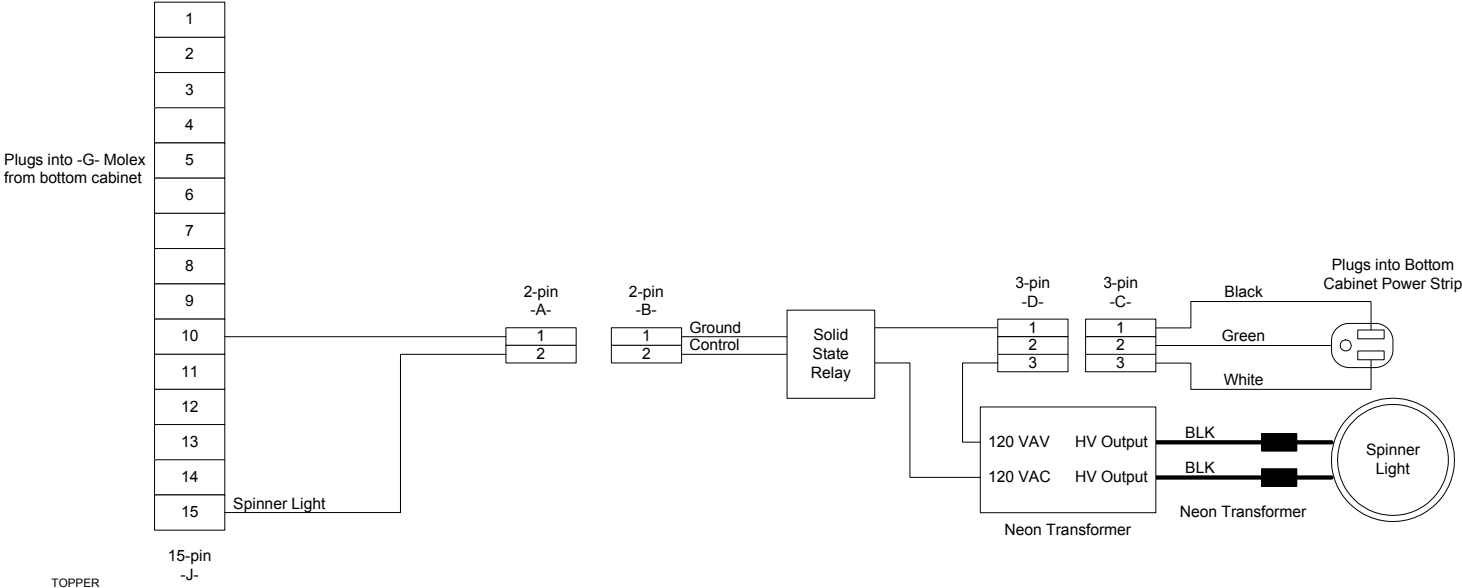 1
2
3
4
5
6
7
8
9
10
11
12
13
14
15
Plugs into -G- Molex
from bottom cabinet
Spinner Light
15-pin
-J-
TOPPER
2-pin
-A-
1
2
2-pin
-B-
1
2
Ground
Control
Solid
State
Relay
3-pin
-D-
1
2
3
3-pin
-C-
1
2
3
Black
Green
White
Plugs into Bottom
Cabinet Power Strip
120 VAV
HV Output
120 VAC
HV Output
Neon Transformer
BLK
BLK
Neon Transformer
Spinner
Light